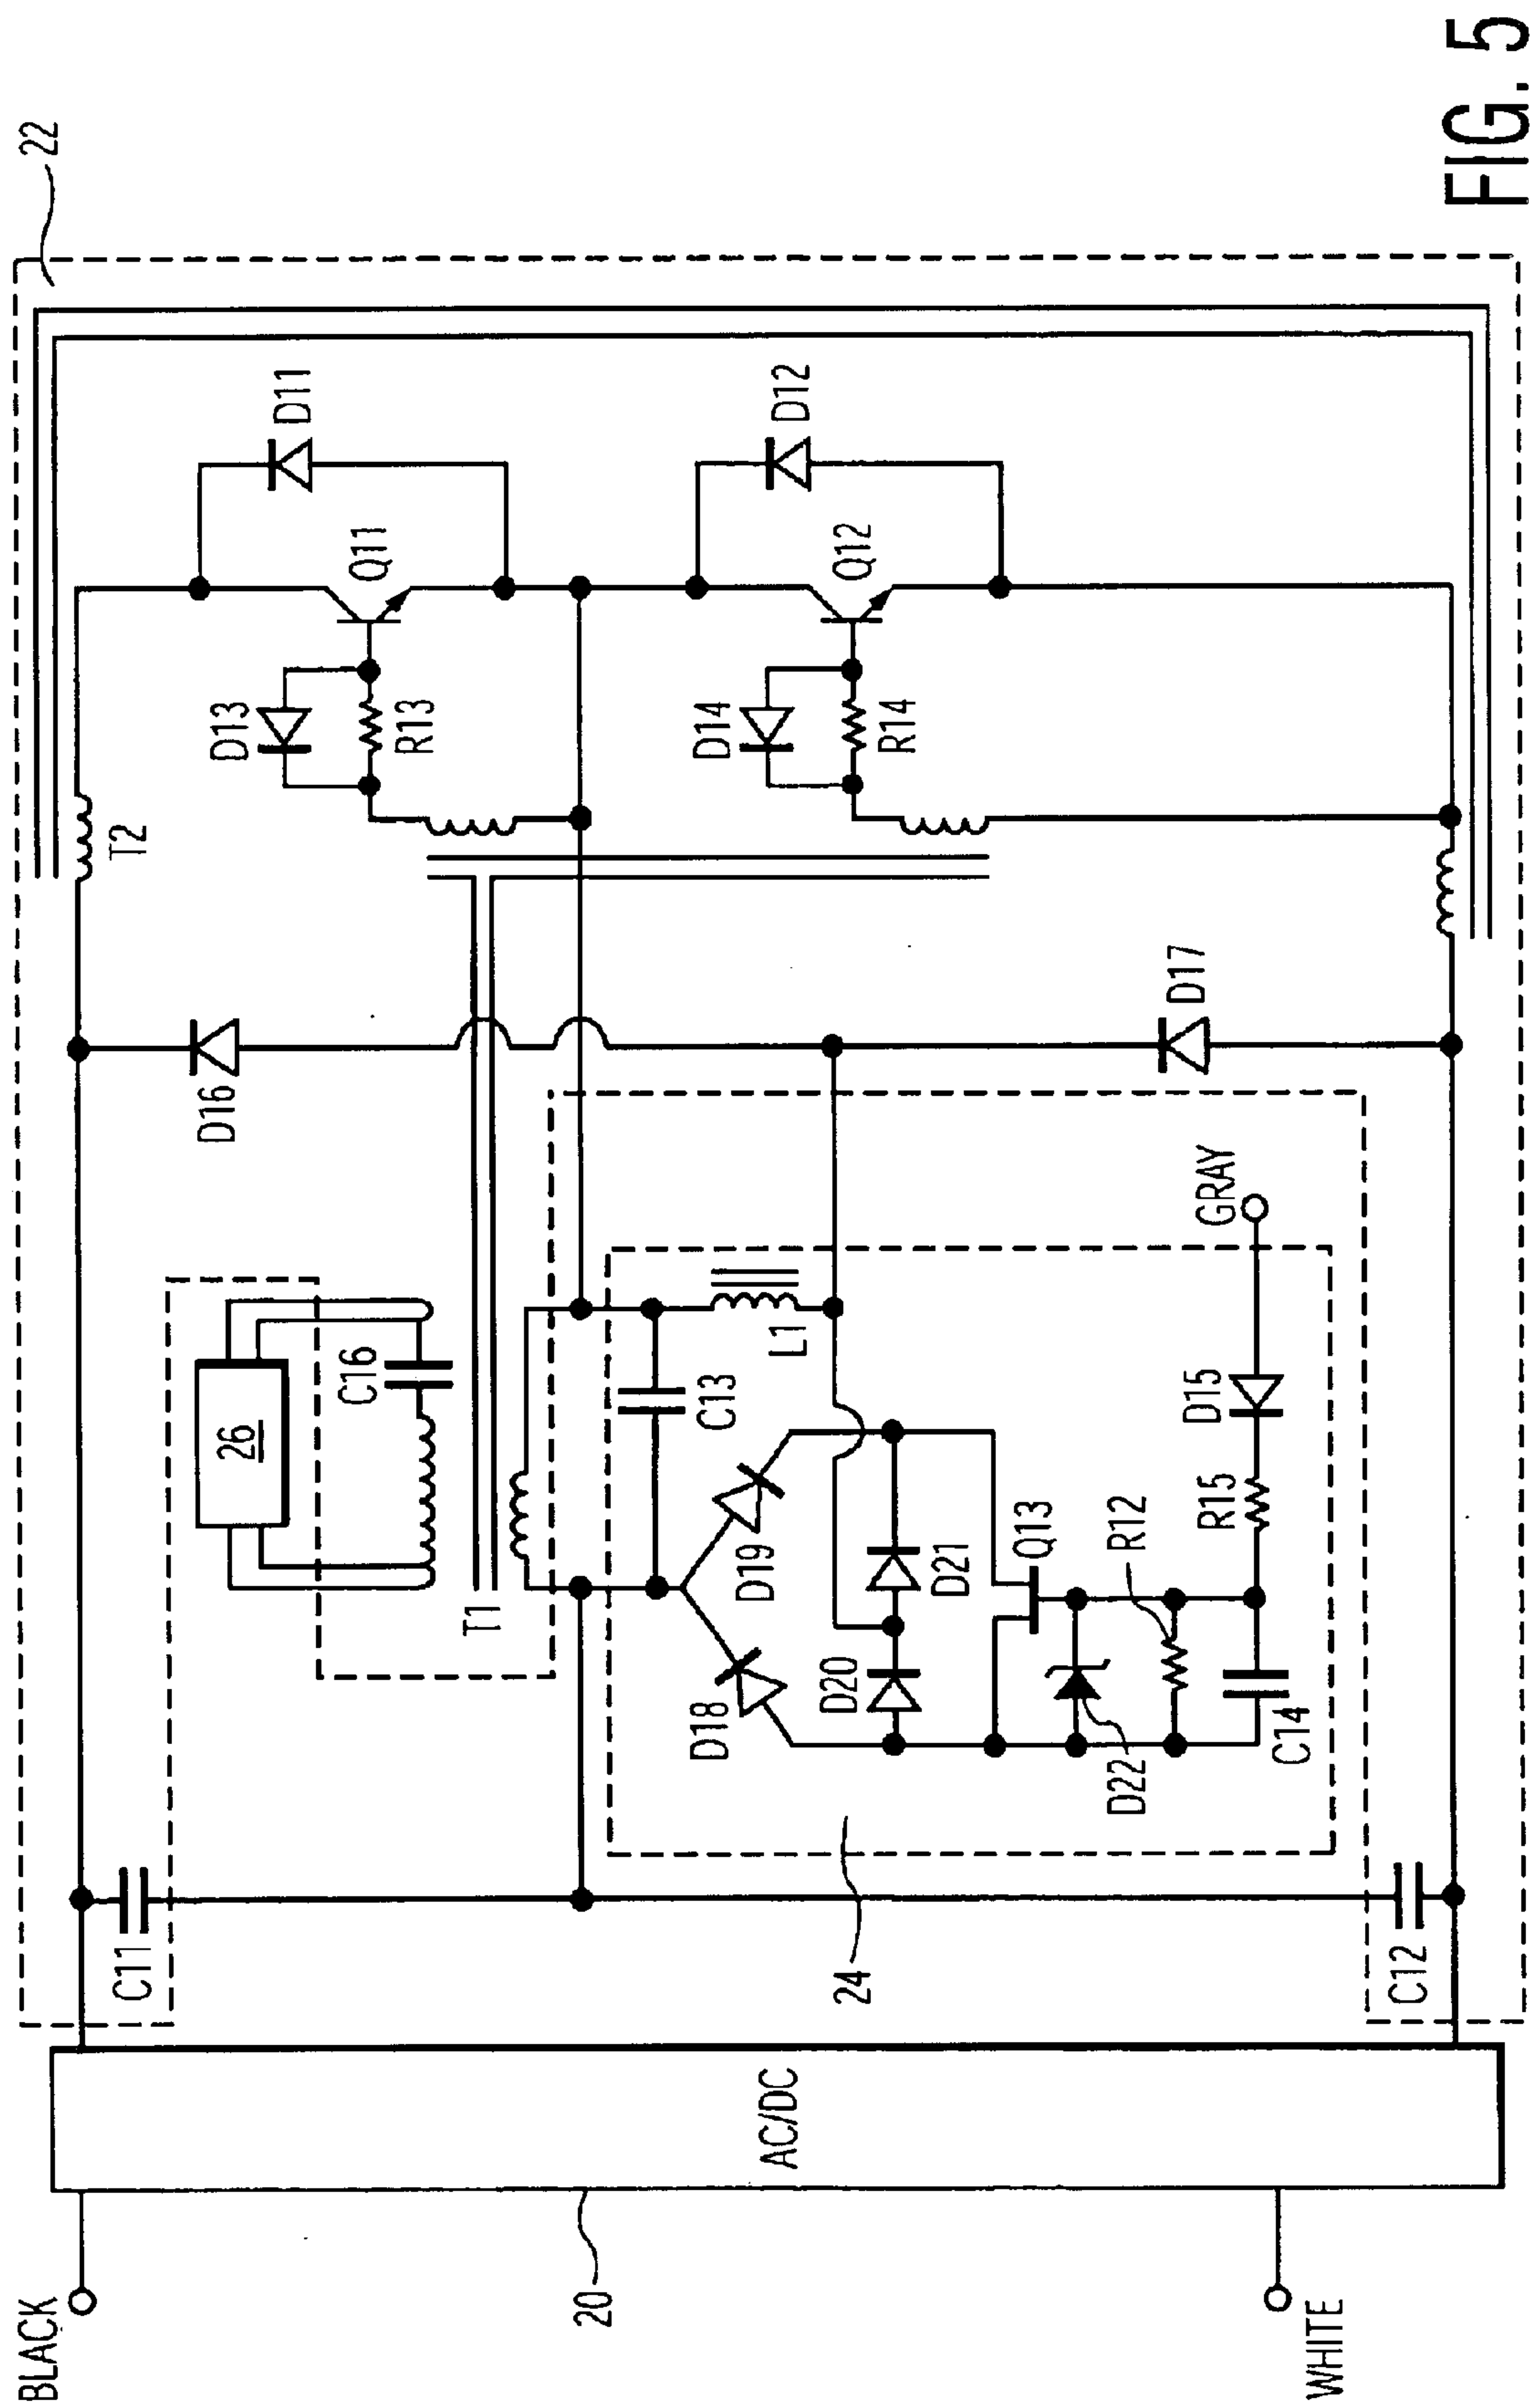 22
T2
D11
Q11
D13
R13
D12
Q12
D14
R14
D16
D17
26
C16
T1
C13
L1
D19
D18
D21
D20
Q13
R12
D22
C14
R15
D15
GRAY
24
C11
C12
AC/DC
20
BLACK
WHITE
FIG. 5